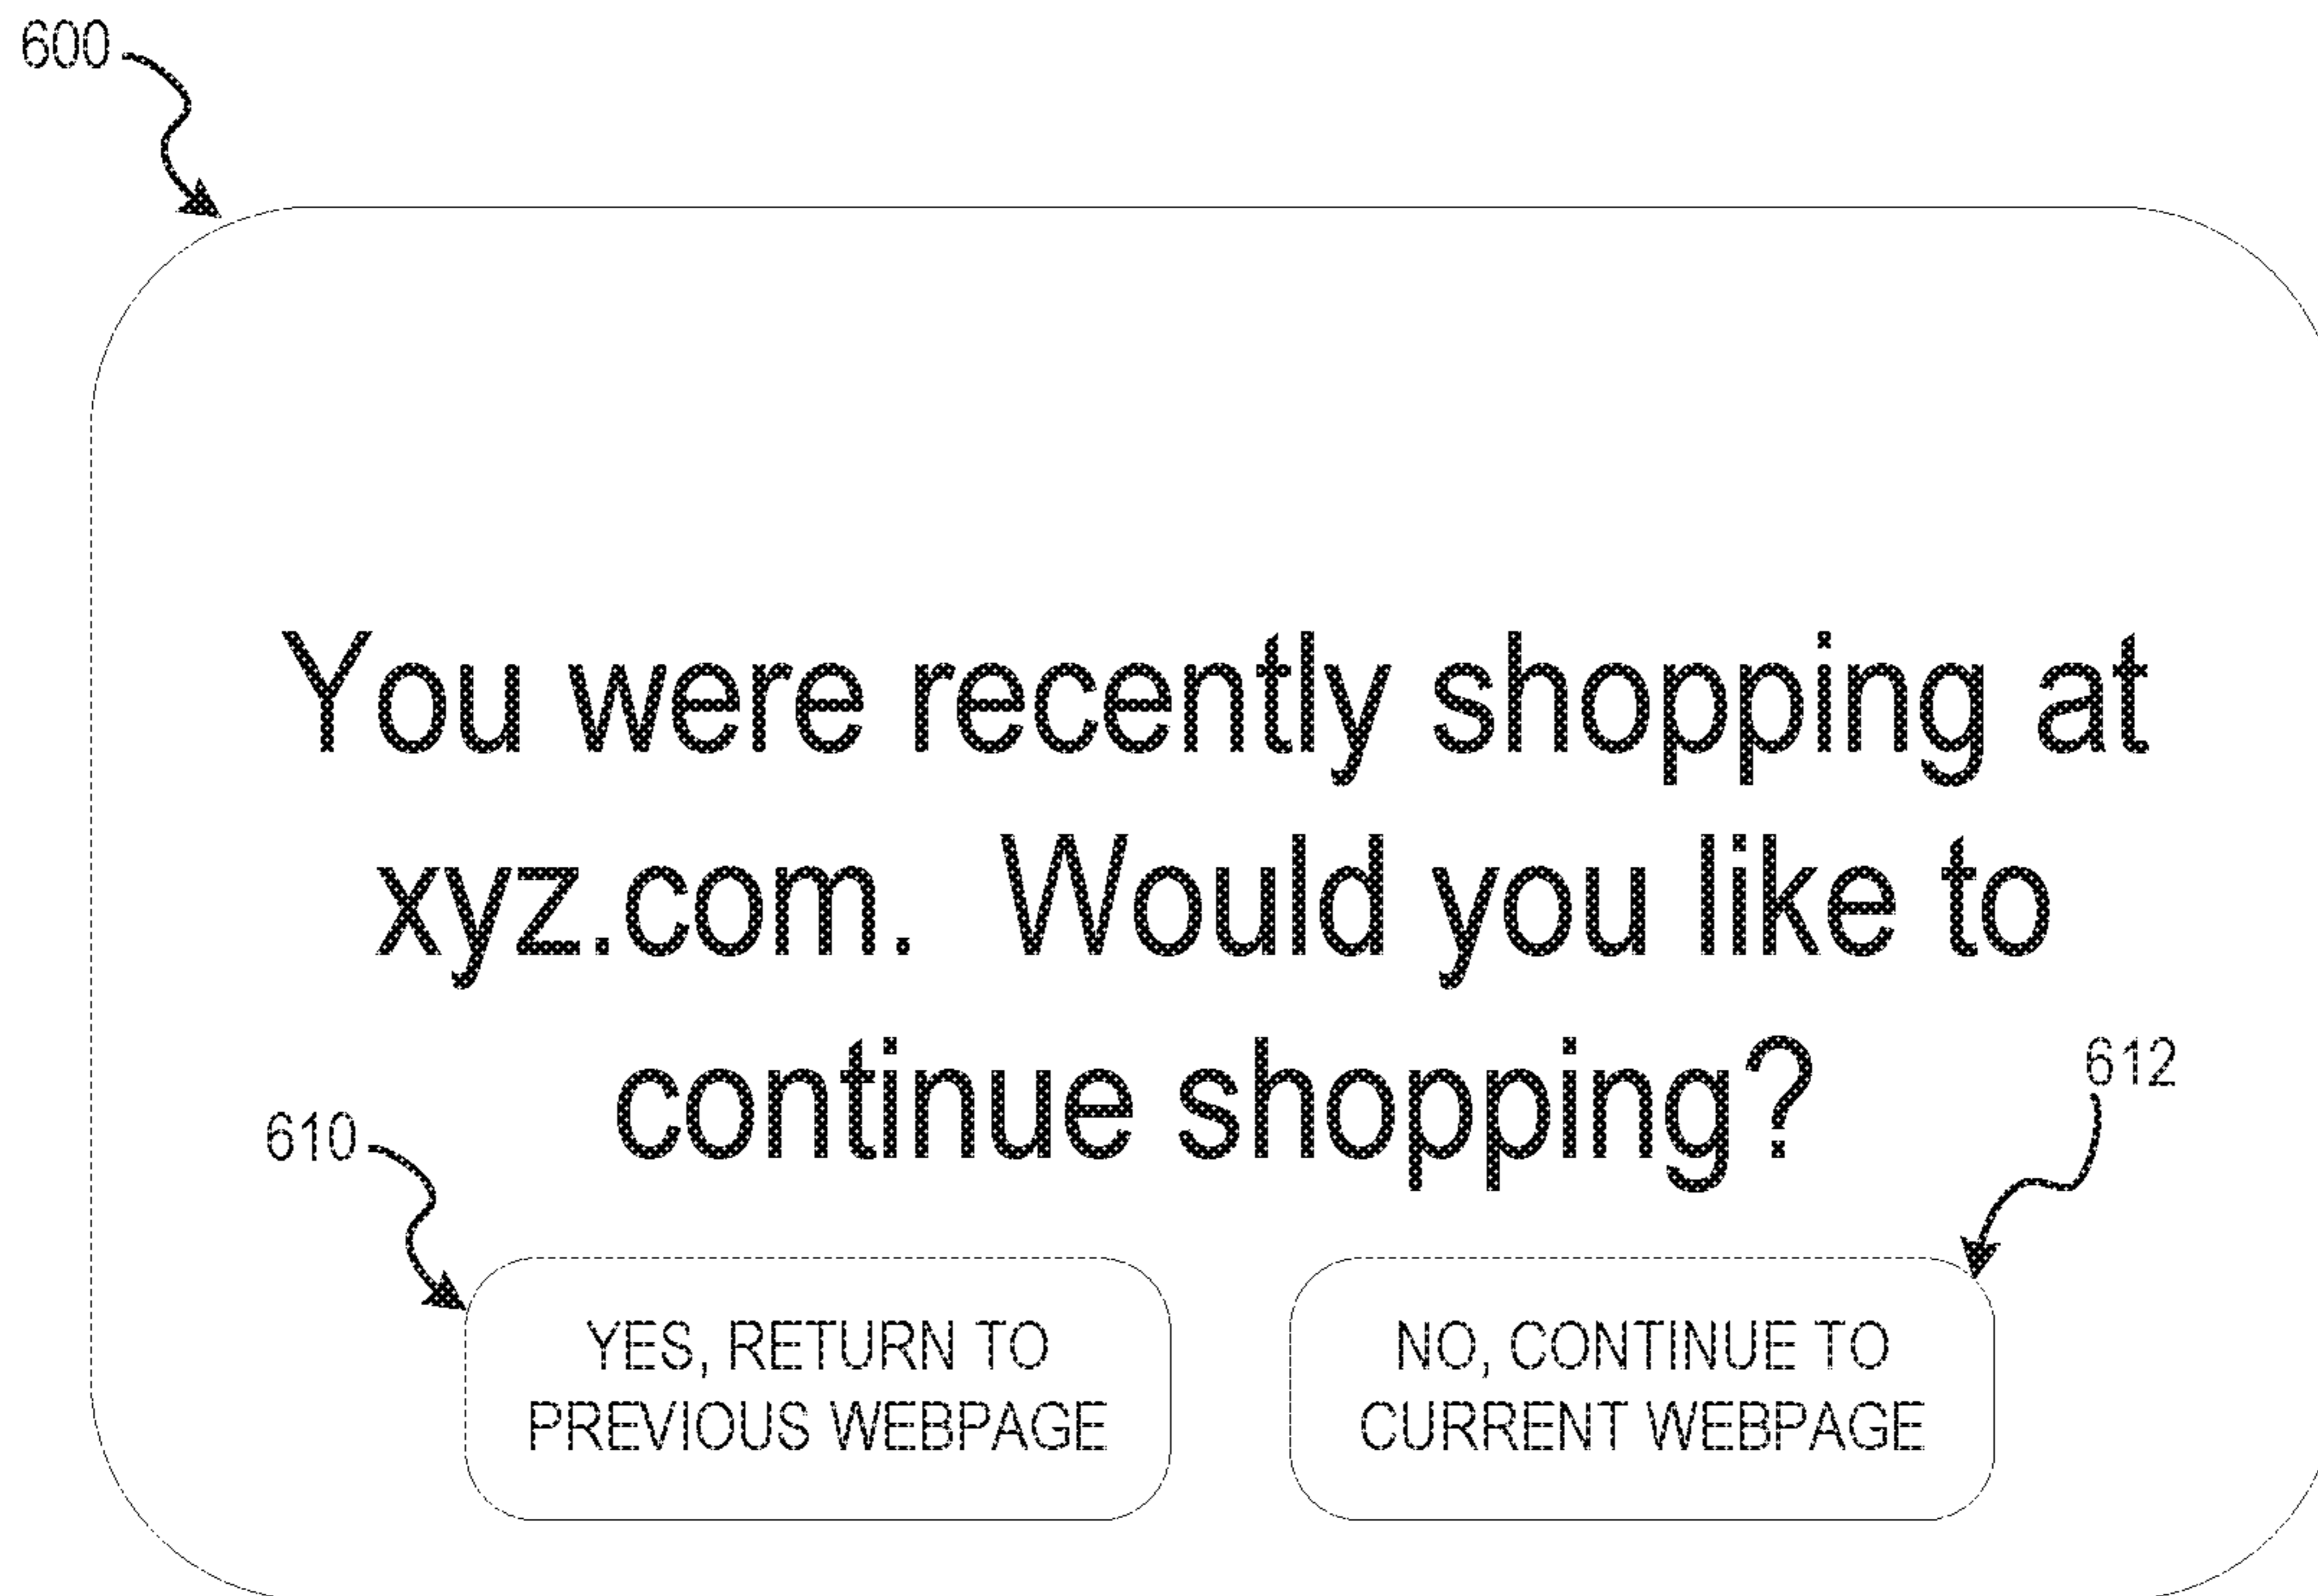 600
You were recently shopping at
xyz.com.  Would you like to
continue shopping?
610
612
YES, RETURN TO
PREVIOUS WEBPAGE
NO, CONTINUE TO
CURRENT WEBPAGE